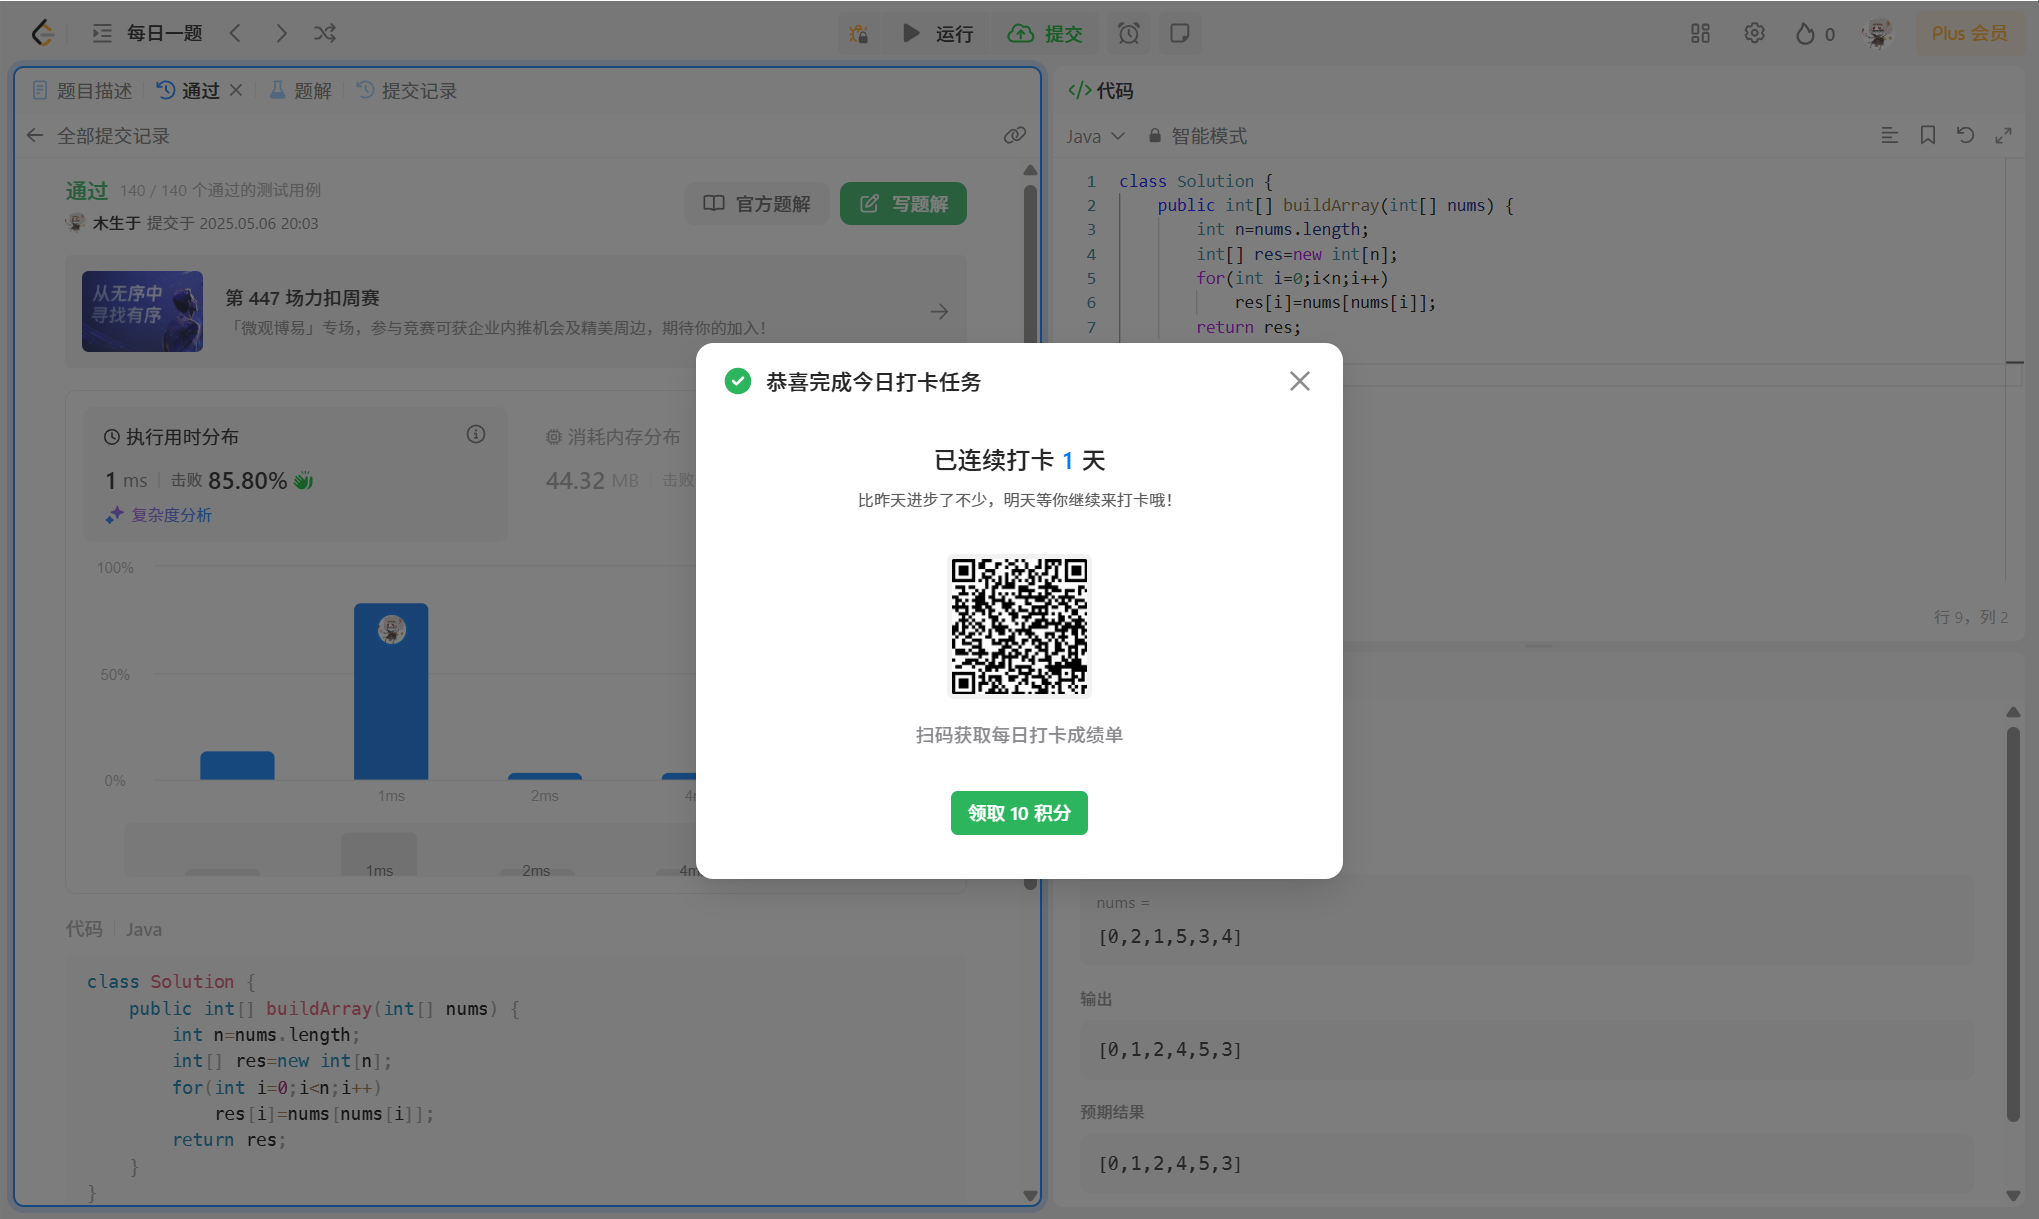 每日一题
运行
提交
0
Plus 会员
题目描述
通过
题解
提交记录
全部提交记录
通过 140 / 140 个通过的测试用例
木生于 提交于 2025.05.06 20:03
官方题解
写题解
从无序中
寻找有序
第 447 场力扣周赛
「微观博易」专场，参与竞赛可获企业内推机会及精美周边，期待你的加入！
执行用时分布
1 ms 击败 85.80%
复杂度分析
消耗内存分布
44.32 MB 击败
100%
50%
0%
1ms
2ms
1ms
2ms
代码 Java
class Solution {
public int[] buildArray(int[] nums) {
int n=nums.length;
int[] res=new int[n];
for(int i=0;i<n;i++)
res[i]=nums[nums[i]];
return res;
}
}
</> 代码
Java
智能模式
1 class Solution {
2 public int[] buildArray(int[] nums) {
3 int n=nums.length;
4 int[] res=new int[n];
5 for(int i=0;i<n;i++)
6 res[i]=nums[nums[i]];
7 return res;
行 9，列 2
恭喜完成今日打卡任务
已连续打卡 1 天
比昨天进步了不少，明天等你继续来打卡哦！
扫码获取每日打卡成绩单
领取 10 积分
nums =
[0,2,1,5,3,4]
输出
[0,1,2,4,5,3]
预期结果
[0,1,2,4,5,3]